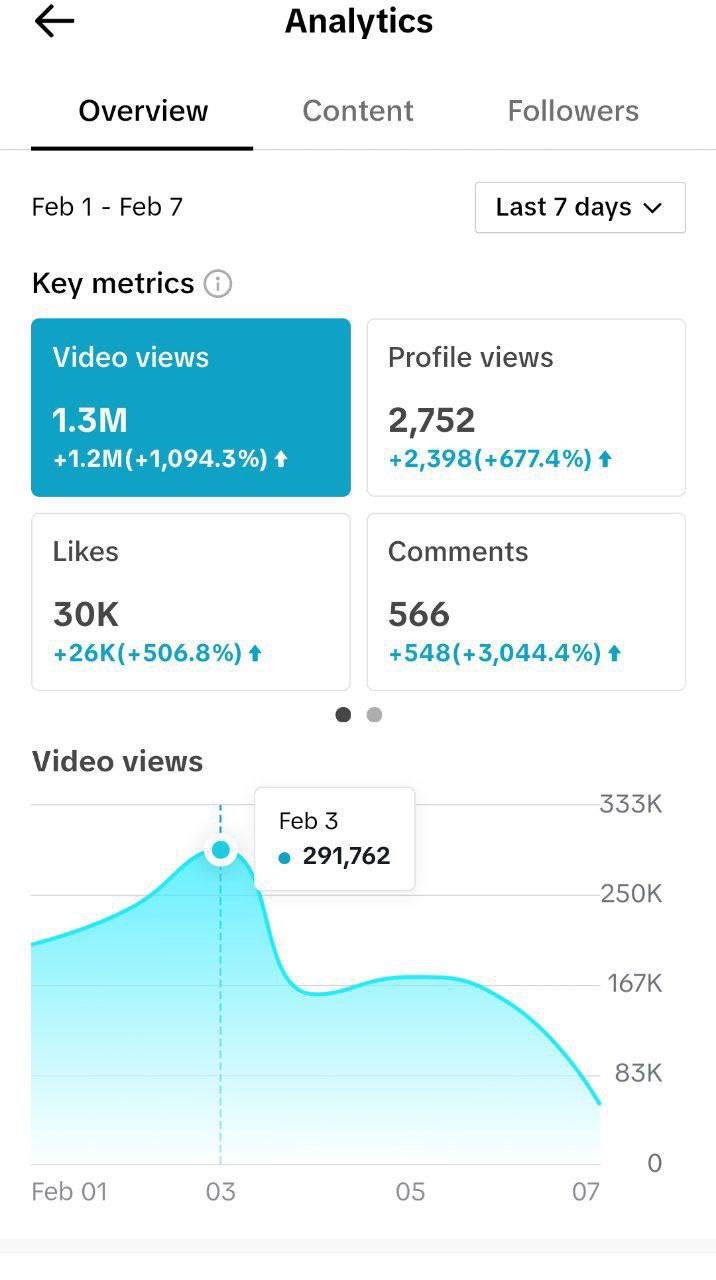 Analytics
Overview Content Followers
Feb 1 - Feb 7 Last 7 days
Key metrics
Video views
1.3M
+1.2M(+1,094.3%)
Profile views
2,752
+2,398(+677.4%)
Likes
30K
+26K(+506.8%)
Comments
566
+548(+3,044.4%)
Video views
Feb 3
291,762
333K
250K
167K
83K
0
Feb 01 03 05 07